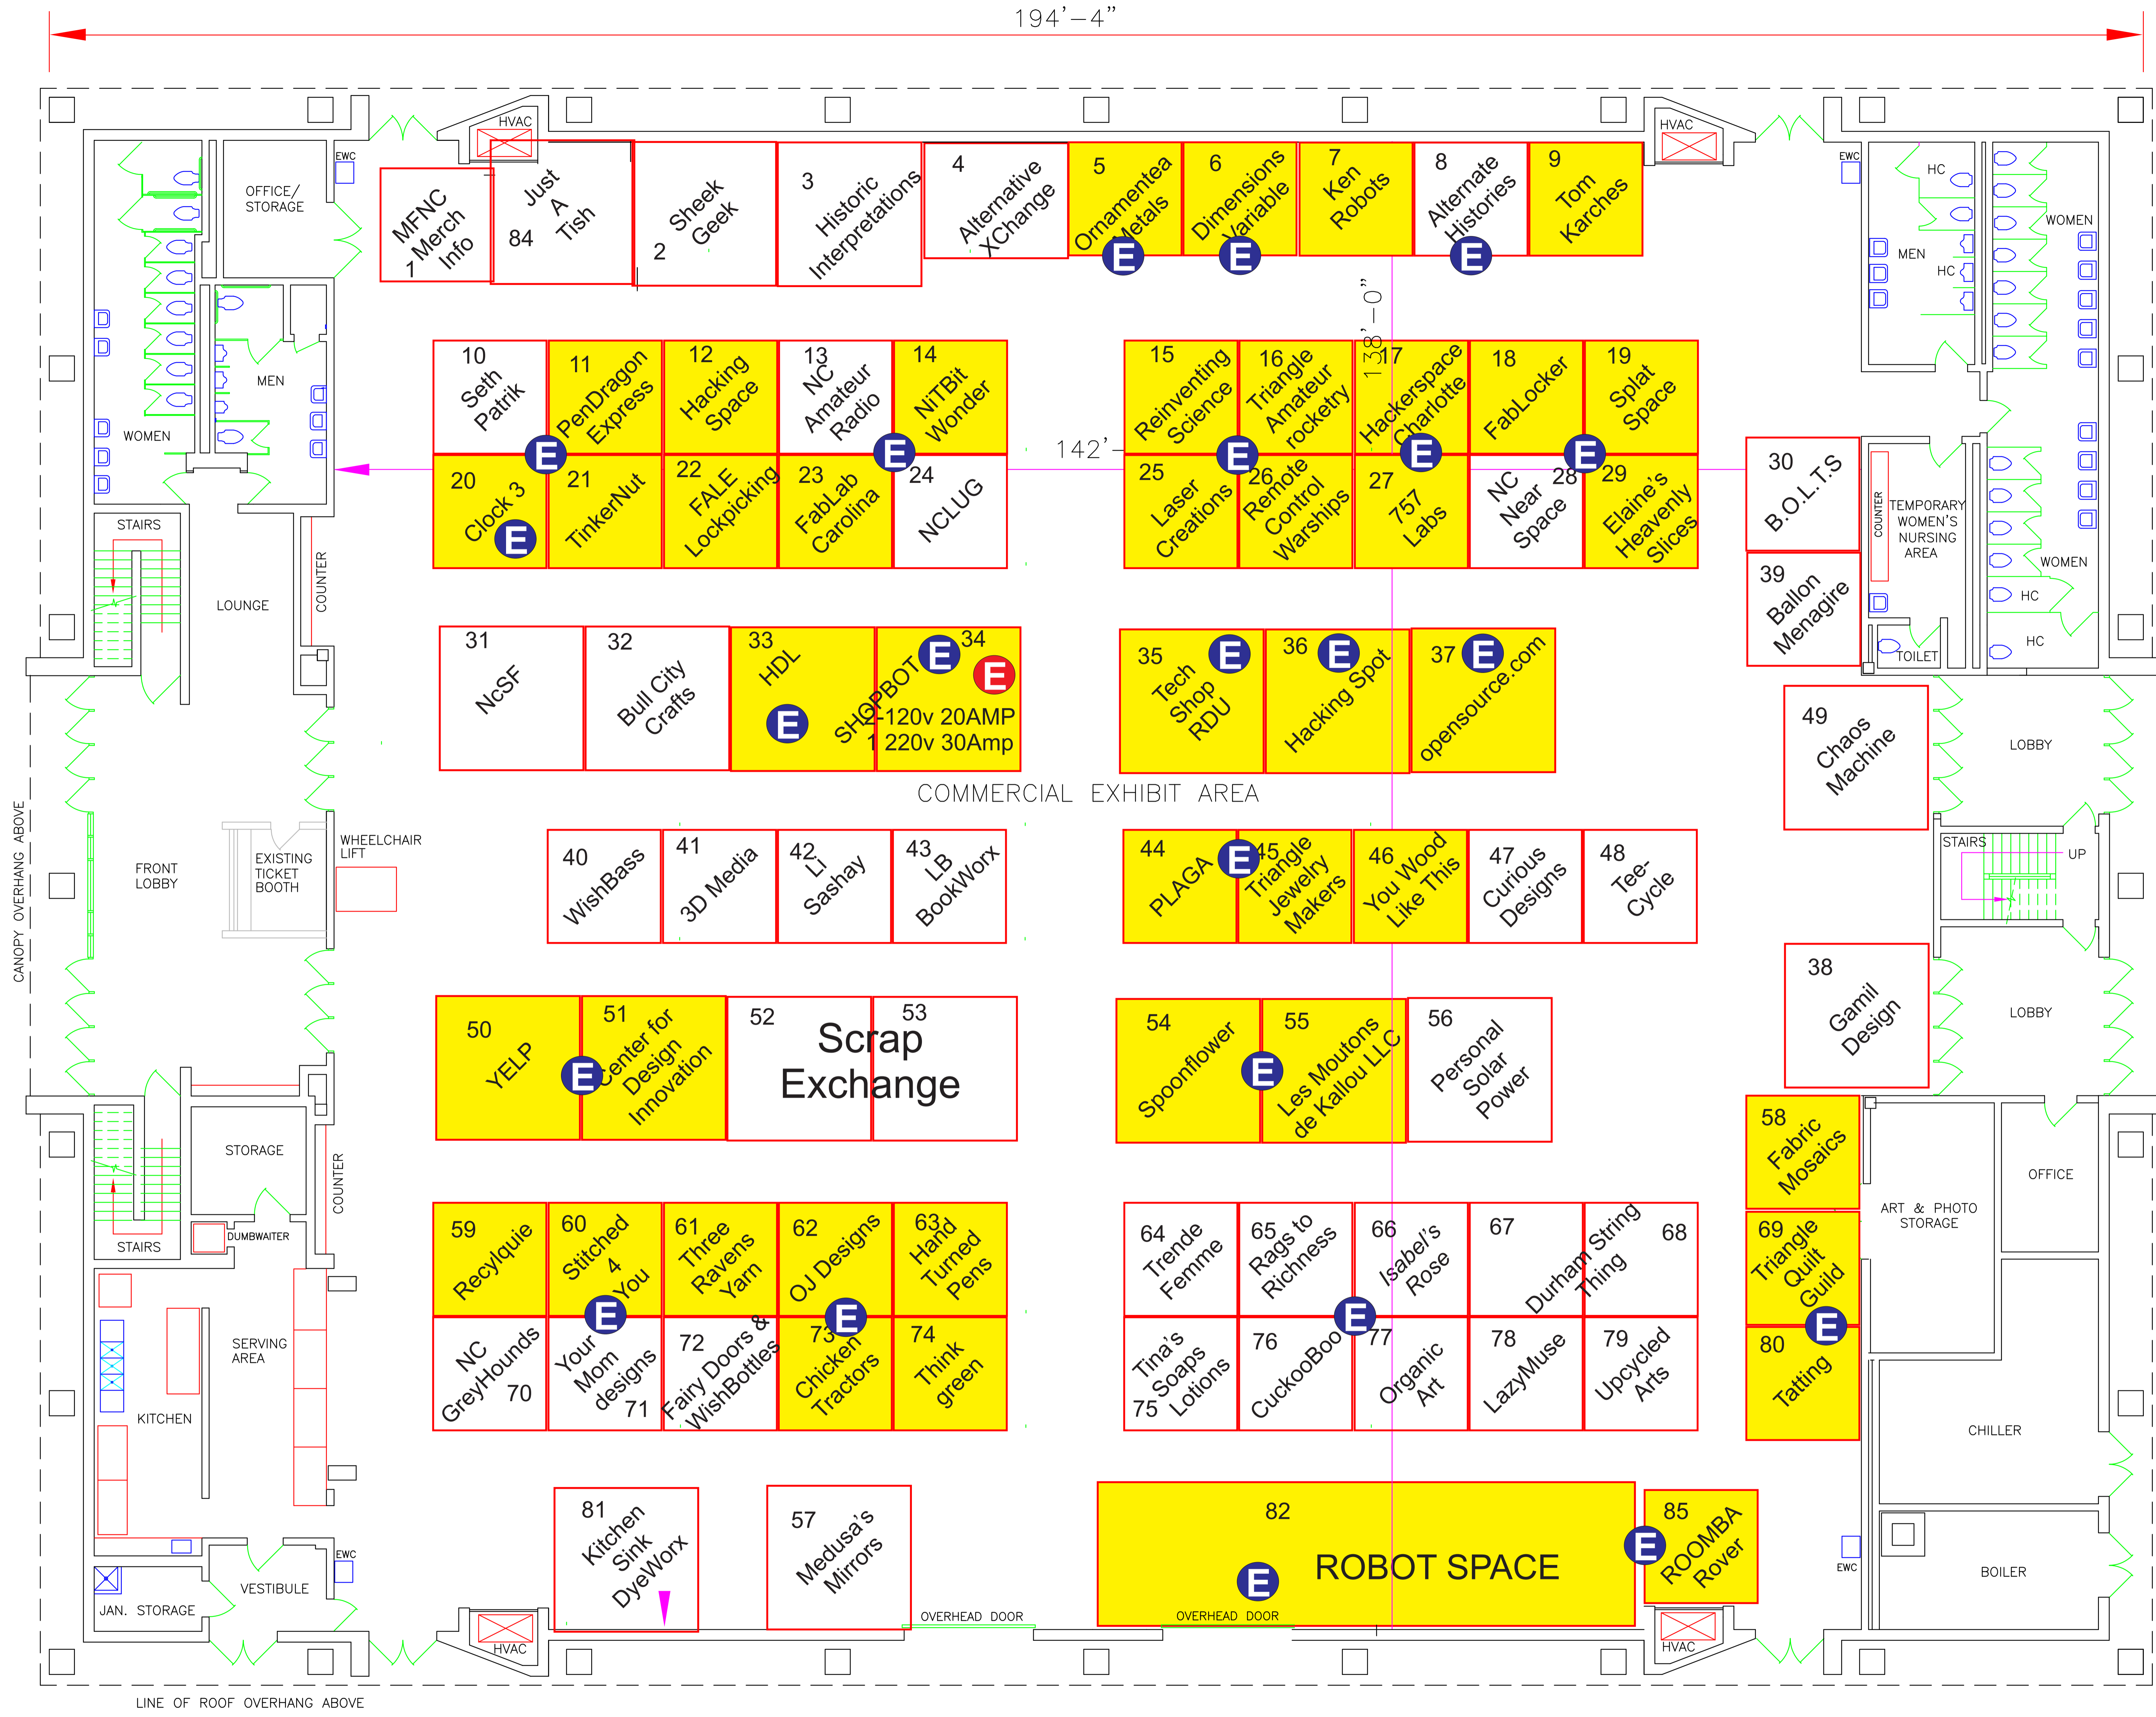 194'-4"
HVAC
HVAC
EWC
EWC
OFFICE/
STORAGE
MFNC
Merch
Info
1
Just
A
Tish
84
Sheek
Geek
2
3
Historic
Interpretations
4
Alternative
XChange
5
Ornamentea
Metals
E
6
Dimensions
Variable
E
7
Ken
Robots
8
Alternate
Histories
E
9
Tom
Karches
HC
MEN
HC
WOMEN
138'-0"
MEN
WOMEN
10
Seth
Patrik
11
PenDragon
Express
12
Hacking
Space
13
NC
Amateur
Radio
14
NiTBit
Wonder
E
E
15
Reinventing
Science
16
Triangle
Amateur
rocketry
17
Hackerspace
Charlotte
18
FabLocker
19
Splat
Space
142'-
E
E
E
20
Clock 3
E
21
TinkerNut
22
FALE
Lockpicking
23
FabLab
Carolina
24
NCLUG
25
Laser
Creations
26
Remote
Control
Warships
27
757
Labs
28
NC
Near
Space
29
Elaine's
Heavenly
Slices
30
B.O.L.T.S
39
Ballon
Menagire
COUNTER
TEMPORARY
WOMEN'S
NURSING
AREA
WOMEN
HC
HC
TOILET
STAIRS
LOUNGE
COUNTER
31
NcSF
32
Bull City
Crafts
33
HDL
E
34
SHOPBOT
E
E
2-120v 20AMP
1 220v 30Amp
35
Tech
Shop
RDU
E
36
Hacking Spot
E
37
opensource.com
E
49
Chaos
Machine
LOBBY
COMMERCIAL EXHIBIT AREA
CANOPY OVERHANG ABOVE
FRONT
LOBBY
EXISTING
TICKET
BOOTH
WHEELCHAIR
LIFT
40
WishBass
41
3D Media
42
Li
Sashay
43
LB
BookWorx
44
PLAGA
E
45
Triangle
Jewelry
Makers
46
You Wood
Like This
47
Curious
Designs
48
Tee-
Cycle
STAIRS
UP
38
Gamil
Design
LOBBY
50
YELP
E
51
Center for
Design
Innovation
52
53
Scrap
Exchange
54
Spoonflower
E
55
Les Moutons
de Kallou LLC
56
Personal
Solar
Power
STORAGE
COUNTER
STAIRS
DUMBWAITER
58
Fabric
Mosaics
69
Triangle
Quilt
Guild
E
80
Tatting
ART & PHOTO
STORAGE
OFFICE
59
Recylquie
60
Stitched
4
You
61
Three
Ravens
Yarn
62
OJ Designs
63
Hand
Turned
Pens
E
E
64
Trende
Femme
65
Rags to
Richness
66
Isabel's
Rose
67
Durham String
Thing
68
E
NC
GreyHounds
70
Your
Mom
designs
71
72
Fairy Doors &
WishBottles
73
Chicken
Tractors
74
Think
green
Tina's
Soaps
Lotions
75
76
CuckooBoo
77
Organic
Art
78
LazyMuse
79
Upcycled
Arts
SERVING
AREA
KITCHEN
CHILLER
81
Kitchen
Sink
DyeWorx
57
Medusa's
Mirrors
82
ROBOT SPACE
E
E
85
ROOMBA
Rover
EWC
EWC
BOILER
VESTIBULE
JAN. STORAGE
OVERHEAD DOOR
OVERHEAD DOOR
HVAC
HVAC
LINE OF ROOF OVERHANG ABOVE